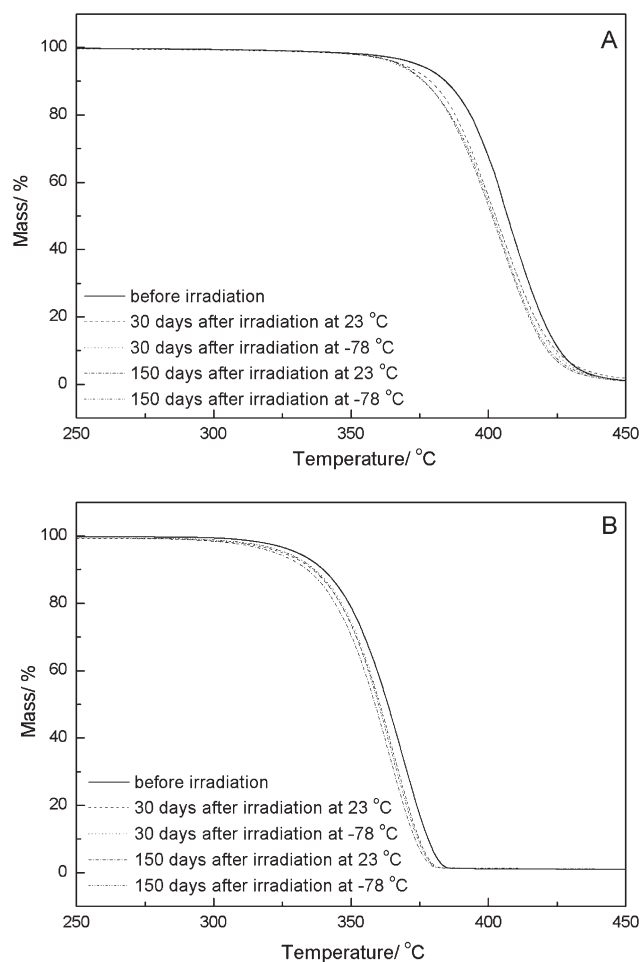 A
100
80
60
40
20
0
Mass/ %
before irradiation
30 days after irradiation at 23 °C
30 days after irradiation at -78 °C
150 days after irradiation at 23 °C
150 days after irradiation at -78 °C
250 300 350 400 450
Temperature/ °C
B
100
80
60
40
20
0
Mass/ %
before irradiation
30 days after irradiation at 23 °C
30 days after irradiation at -78 °C
150 days after irradiation at 23 °C
150 days after irradiation at -78 °C
250 300 350 400 450
Temperature/ °C